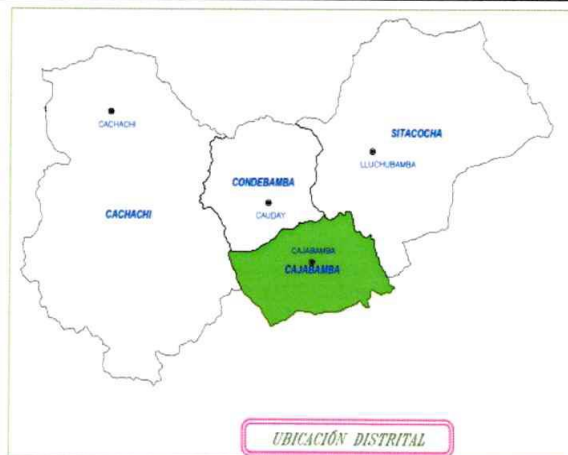 CACHACHI
SITACOCHA
LLUCHUBAMBA
CONDEBAMBA
CAUDAY
CACHACHI
CAJABAMBA
CAJABAMBA
UBICACIÓN DISTRITAL